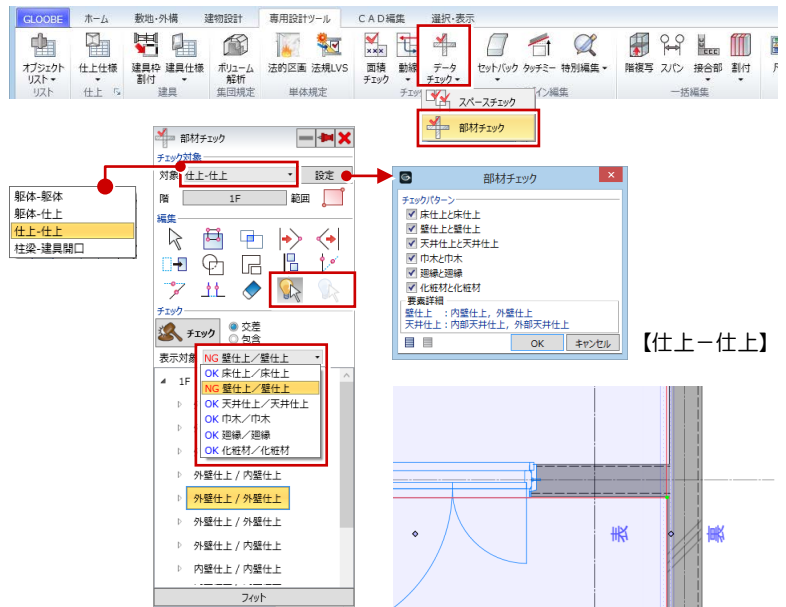 GLOOBE ホーム 敷地・外構 建物設計 専用設計ツール ＣＡＤ編集 選択・表示
オブジェクト 仕上仕様 建具枠 建具仕様 ボリューム 法的区画 法規LVS 面積 動線 データ セットバック タッチミー 特別編集 階複写 スパン 接合部 割付
リスト 割付 解析 チェック チェック
リスト 仕上 建具 集団規定 単体規定 一括編集
スペースチェック
部材チェック
部材チェック
チェック対象
対象 仕上-仕上 設定
階 1F 範囲
編集
躯体-躯体
躯体-仕上
仕上-仕上
柱梁-建具開口
チェック
チェック 交差
包含
表示対象 NG 壁仕上／壁仕上
OK 床仕上／床仕上
NG 壁仕上／壁仕上
OK 天井仕上／天井仕上
OK 巾木／巾木
OK 廻縁／廻縁
OK 化粧材／化粧材
1F
外壁仕上 / 内壁仕上
外壁仕上 / 外壁仕上
外壁仕上 / 外壁仕上
外壁仕上 / 内壁仕上
内壁仕上 / 内壁仕上
フィット
部材チェック
チェックパターン
床仕上と床仕上
壁仕上と壁仕上
天井仕上と天井仕上
巾木と巾木
廻縁と廻縁
化粧材と化粧材
要素詳細
壁仕上 ：内壁仕上，外壁仕上
天井仕上：内部天井仕上，外部天井仕上
OK キャンセル
【仕上－仕上】
表 裏